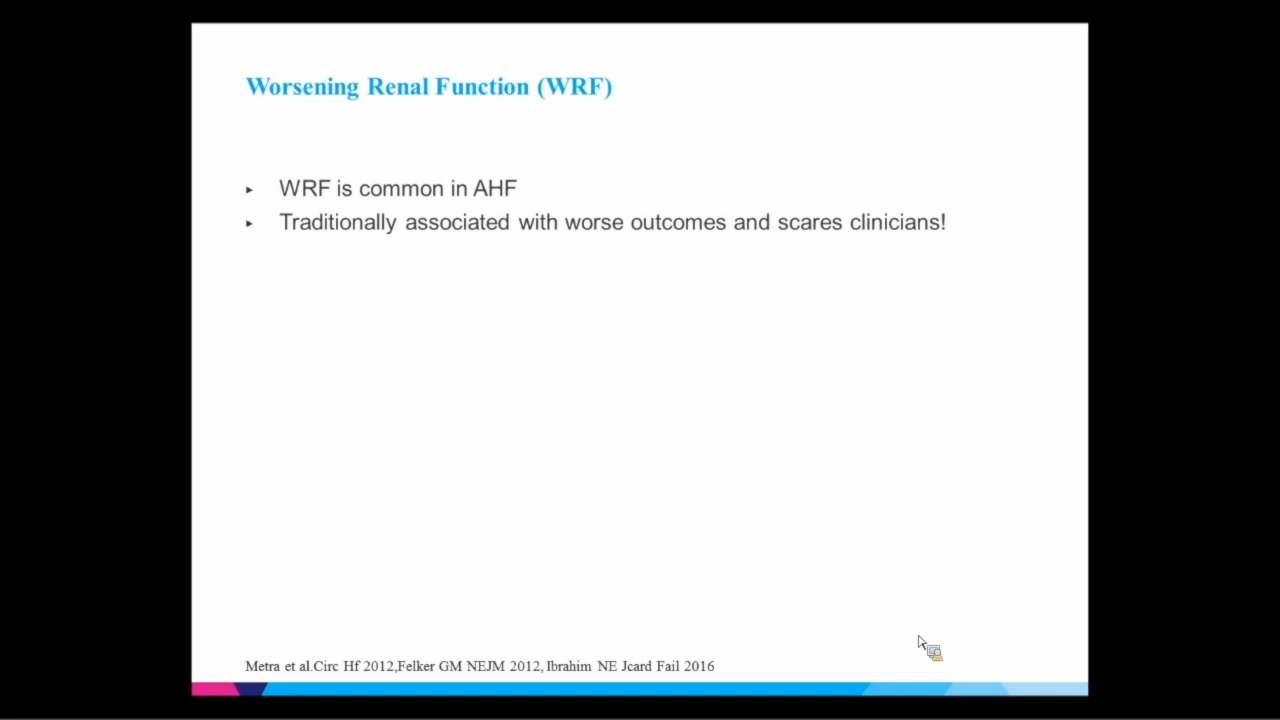 Worsening Renal Function (WRF)
▸ WRF is common in AHF
▸ Traditionally associated with worse outcomes and scares clinicians!
Metra et al.Circ Hf 2012,Felker GM NEJM 2012, Ibrahim NE Jcard Fail 2016